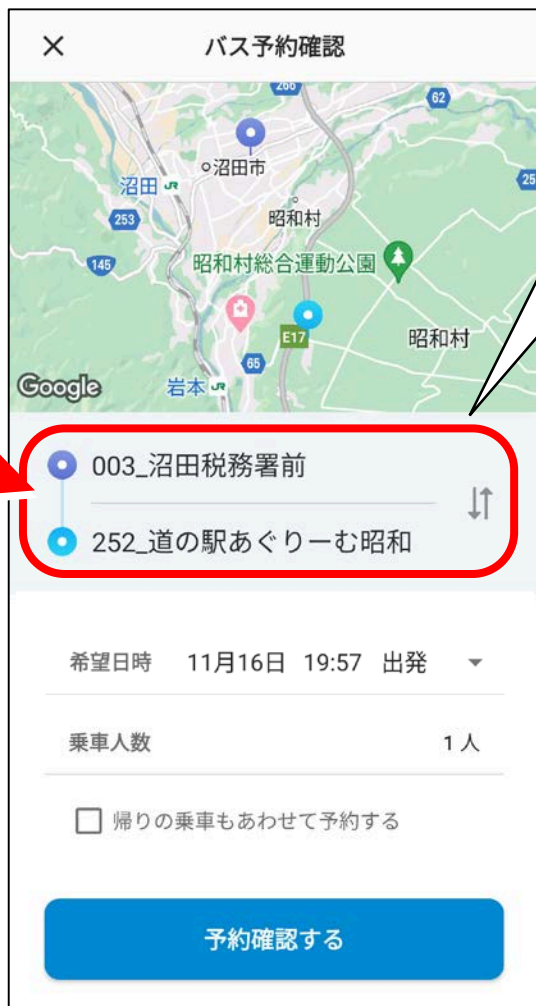 バス予約確認
266
62
沼田市
沼田 JR
25
253
昭和村
145
昭和村総合運動公園
E17
昭和村
65
Google
岩本 JR
003_沼田税務署前
252_道の駅あぐりーむ昭和
希望日時 11月16日 19:57 出発
乗車人数 1人
帰りの乗車もあわせて予約する
予約確認する